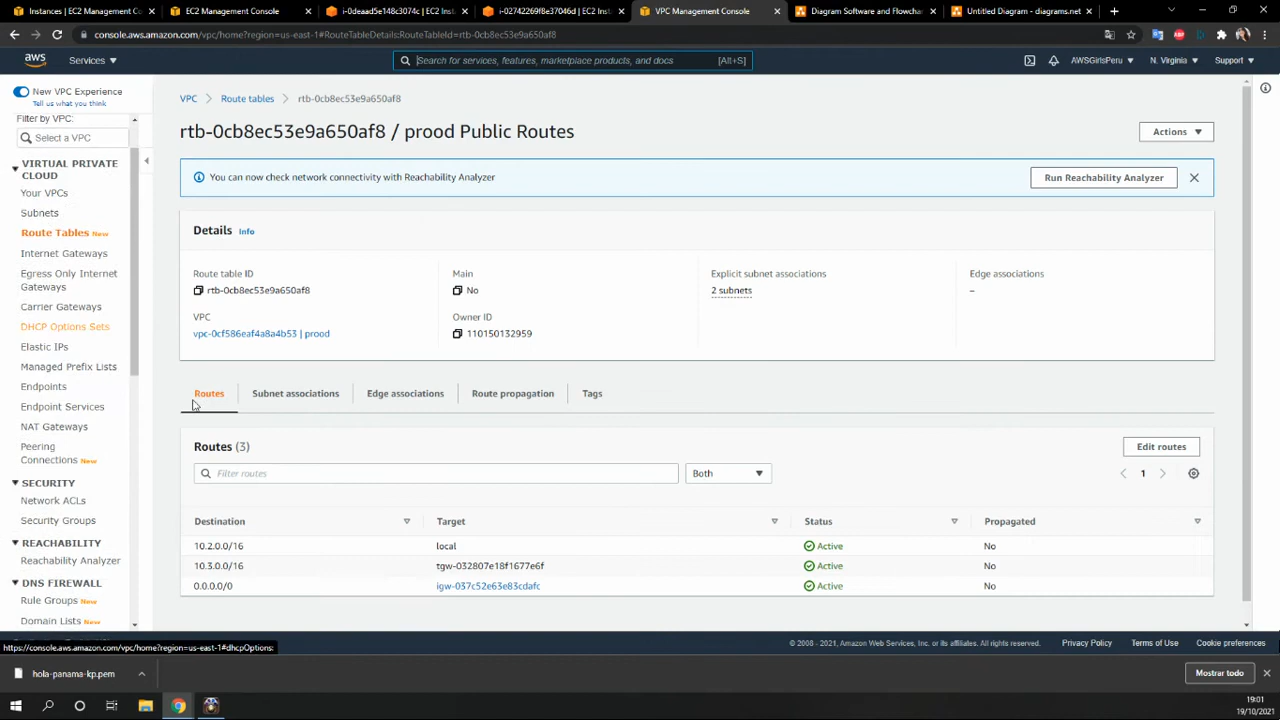 Instances | EC2 Management Co
EC2 Management Console
i-0deaad5e148c3074c | EC2 Inst
i-02742269f8e37046d | EC2 Inst
VPC Management Console
Diagram Software and Flowchar
Untitled Diagram - diagrams.net
console.aws.amazon.com/vpc/home?region=us-east-1#RouteTableDetails:RouteTableId=rtb-0cb8ec53e9a650af8
aws
Services
Search for services, features, marketplace products, and docs
[Alt+S]
AWSGirlsPeru
N. Virginia
Support
New VPC Experience
Tell us what you think
Filter by VPC:
Select a VPC
VIRTUAL PRIVATE
CLOUD
Your VPCs
Subnets
Route Tables New
Internet Gateways
Egress Only Internet
Gateways
Carrier Gateways
DHCP Options Sets
Elastic IPs
Managed Prefix Lists
Endpoints
Endpoint Services
NAT Gateways
Peering
Connections New
SECURITY
Network ACLs
Security Groups
REACHABILITY
Reachability Analyzer
DNS FIREWALL
Rule Groups New
Domain Lists New
VPC
Route tables
rtb-0cb8ec53e9a650af8
rtb-0cb8ec53e9a650af8 / prood Public Routes
Actions
You can now check network connectivity with Reachability Analyzer
Run Reachability Analyzer
Details Info
Route table ID
rtb-0cb8ec53e9a650af8
Main
No
Explicit subnet associations
2 subnets
Edge associations
–
VPC
vpc-0cf586eaf4a8a4b53 | prood
Owner ID
110150132959
Routes
Subnet associations
Edge associations
Route propagation
Tags
Routes (3)
Edit routes
Filter routes
Both
1
Destination Target Status Propagated
10.2.0.0/16 local Active No
10.3.0.0/16 tgw-032807e18f1677e6f Active No
0.0.0.0/0 igw-037c52e63e83cdafc Active No
https://console.aws.amazon.com/vpc/home?region=us-east-1#dhcpOptions:
© 2008 - 2021, Amazon Web Services, Inc. or its affiliates. All rights reserved.
Privacy Policy
Terms of Use
Cookie preferences
hola-panama-kp.pem
Mostrar todo
19:01
19/10/2021